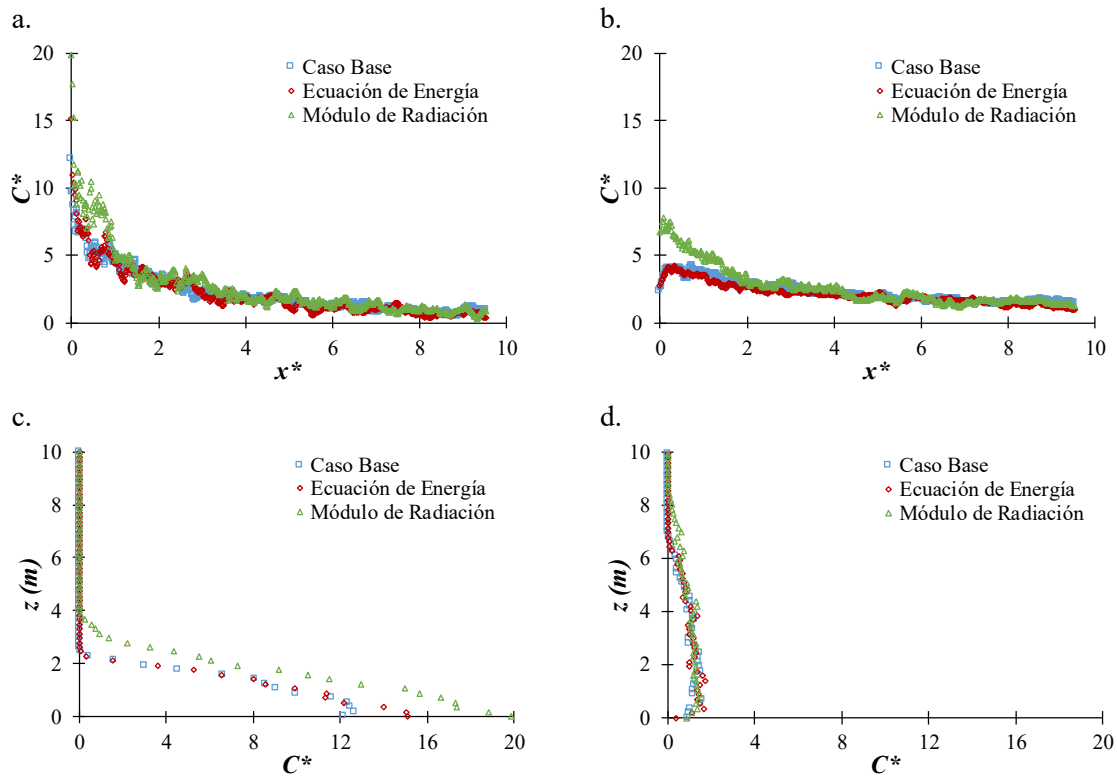 a.
20
15
10
5
0
C*
0 2 4 6 8 10
x*
Caso Base
Ecuación de Energía
Módulo de Radiación
b.
20
15
10
5
0
C*
0 2 4 6 8 10
x*
Caso Base
Ecuación de Energía
Módulo de Radiación
c.
10
8
6
4
2
0
z (m)
0 4 8 12 16 20
C*
Caso Base
Ecuación de Energía
Módulo de Radiación
d.
10
8
6
4
2
0
z (m)
0 4 8 12 16 20
C*
Caso Base
Ecuación de Energía
Módulo de Radiación